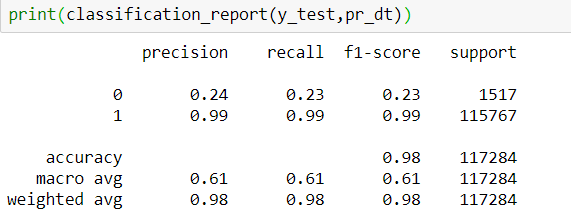 print(classification_report(y_test,pr_dt))
precision recall f1-score support
0 0.24 0.23 0.23 1517
1 0.99 0.99 0.99 115767
accuracy 0.98 117284
macro avg 0.61 0.61 0.61 117284
weighted avg 0.98 0.98 0.98 117284